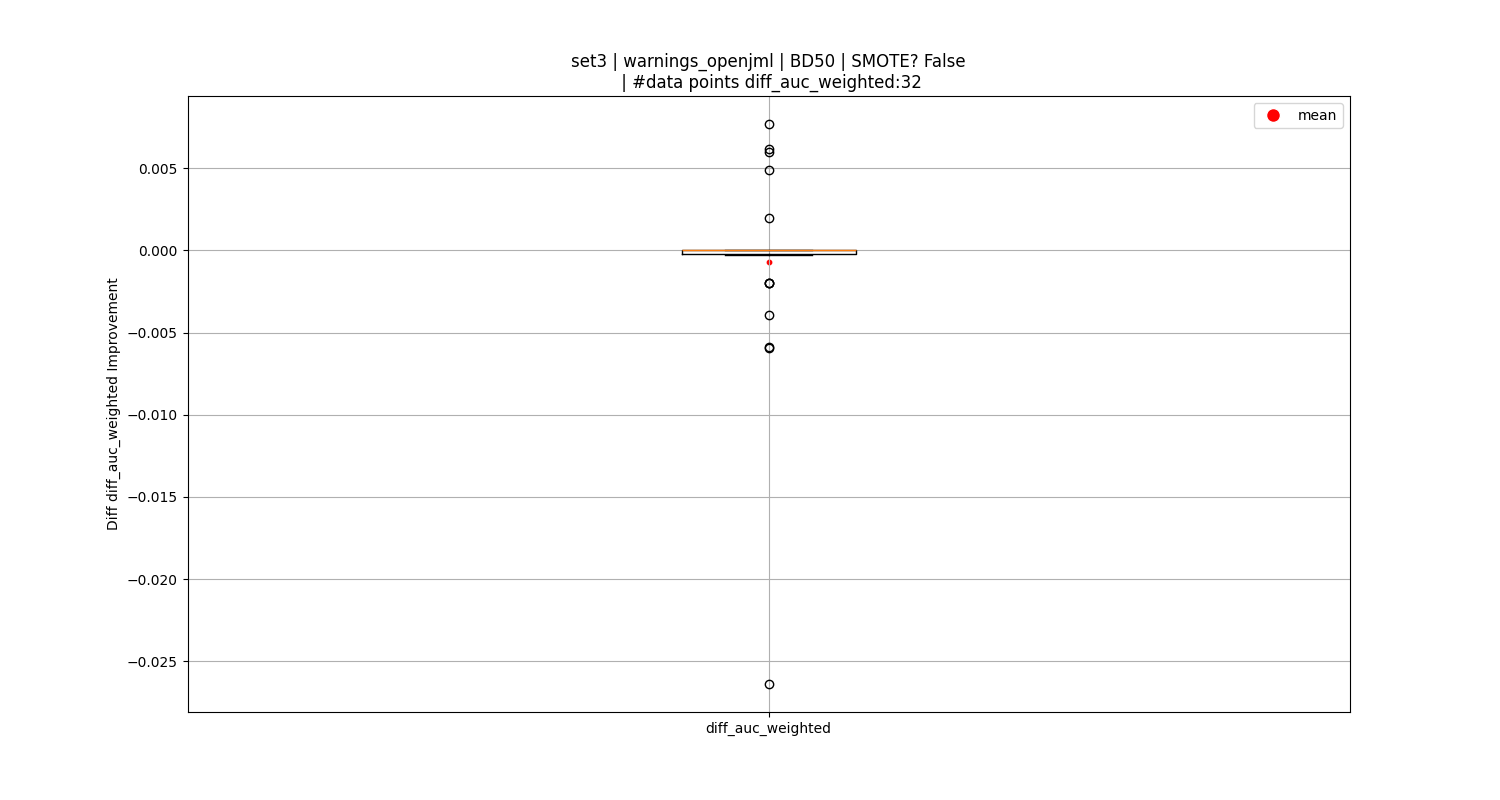 set3 | warnings_openjml | BD50 | SMOTE? False
| #data points diff_auc_weighted:32
mean
0.005
0.000
−0.005
−0.010
−0.015
−0.020
−0.025
Diff diff_auc_weighted Improvement
diff_auc_weighted